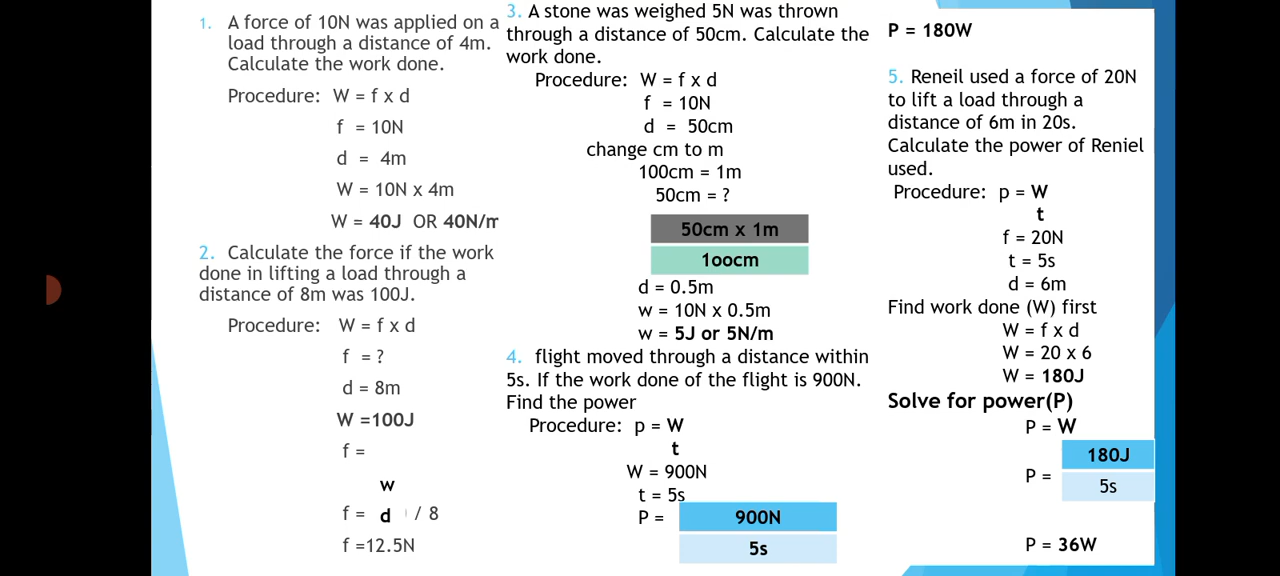 1. A force of 10N was applied on a
load through a distance of 4m.
Calculate the work done.
Procedure: W = f x d
f = 10N
d = 4m
W = 10N x 4m
W = 40J OR 40N/m
2. Calculate the force if the work
done in lifting a load through a
distance of 8m was 100J.
Procedure: W = f x d
f = ?
d = 8m
W =100J
f =
w
f = d / 8
f =12.5N
3. A stone was weighed 5N was thrown
through a distance of 50cm. Calculate the
work done.
Procedure: W = f x d
f = 10N
d = 50cm
change cm to m
100cm = 1m
50cm = ?
50cm x 1m
1oocm
d = 0.5m
w = 10N x 0.5m
w = 5J or 5N/m
4. flight moved through a distance within
5s. If the work done of the flight is 900N.
Find the power
Procedure: p = W
t
W = 900N
t = 5s
P = 900N
5s
P = 180W
5. Reneil used a force of 20N
to lift a load through a
distance of 6m in 20s.
Calculate the power of Reniel
used.
Procedure: p = W
t
f = 20N
t = 5s
d = 6m
Find work done (W) first
W = f x d
W = 20 x 6
W = 180J
Solve for power(P)
P = W
180J
P =
5s
P = 36W